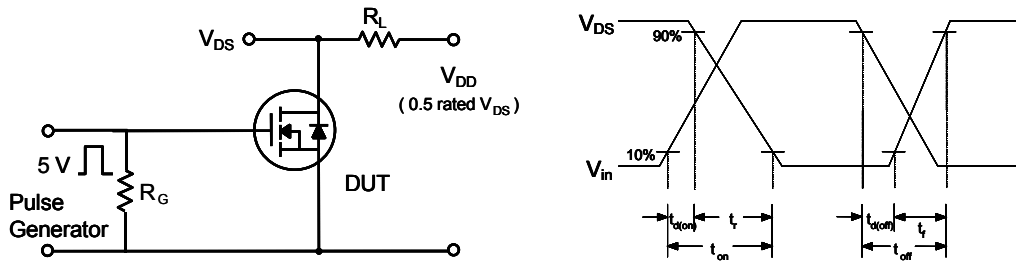 R_L
V_DS
V_DD
( 0.5 rated V_DS )
5 V
R_G
DUT
Pulse
Generator
V_DS
90%
V_in
10%
t_d(on)
t_r
t_on
t_d(off)
t_f
t_off